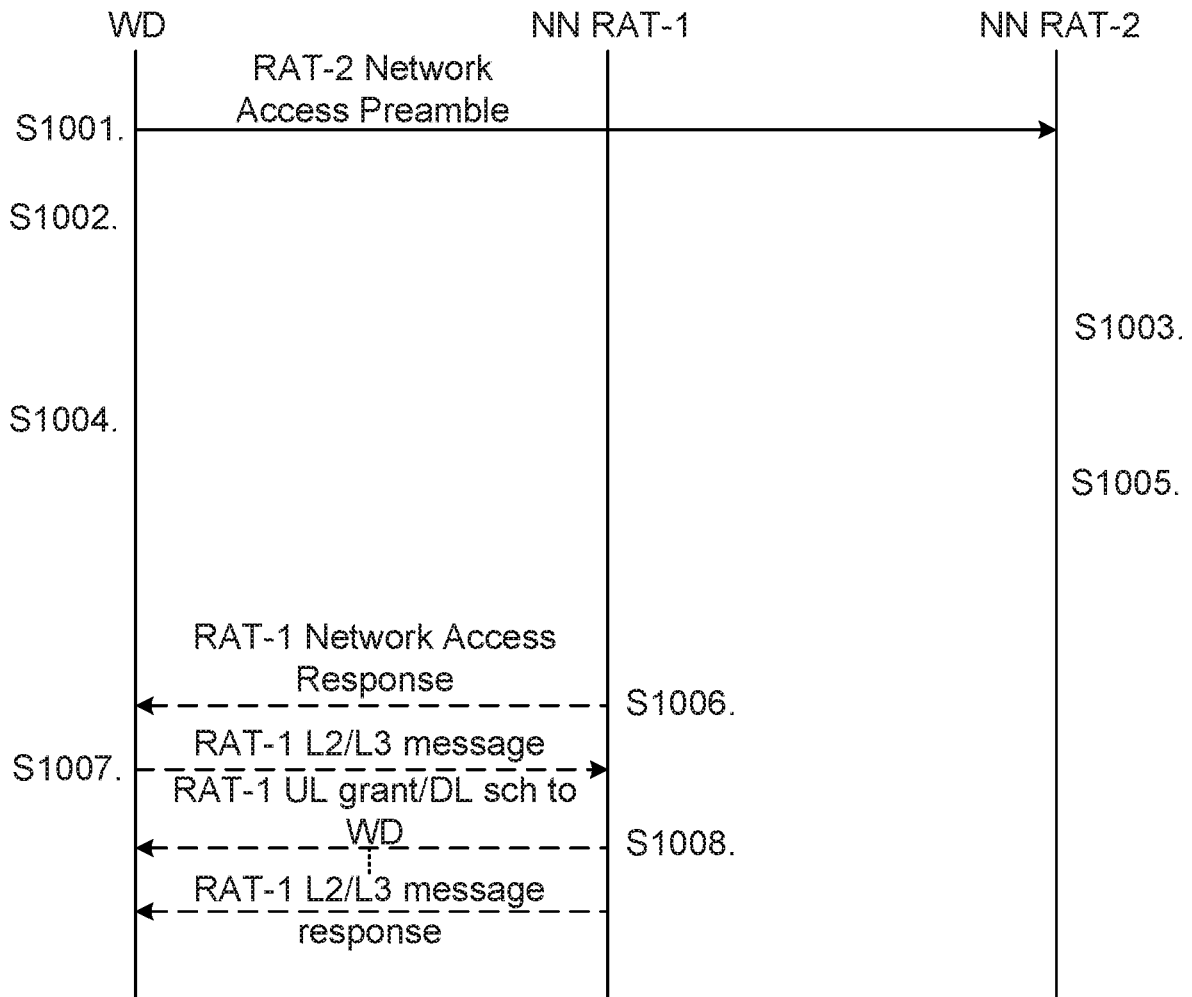 WD NN RAT-1 NN RAT-2
RAT-2 Network
Access Preamble
S1001.
S1002.
S1003.
S1004.
S1005.
RAT-1 Network Access
Response
S1006.
RAT-1 L2/L3 message
S1007.
RAT-1 UL grant/DL sch to
WD
S1008.
RAT-1 L2/L3 message
response